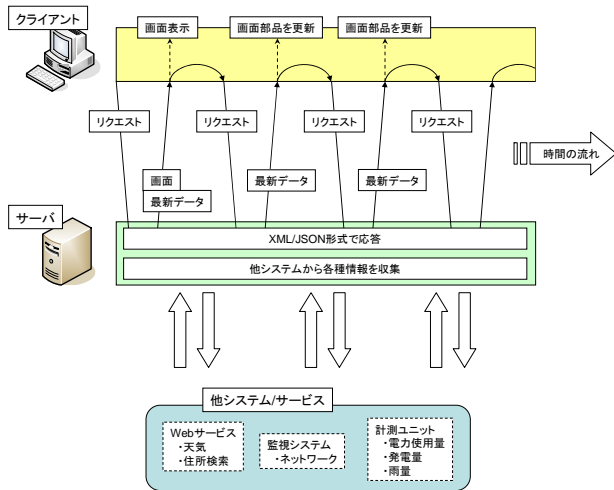 クライアント
画面表示
画面部品を更新
画面部品を更新
リクエスト
リクエスト
リクエスト
リクエスト
時間の流れ
画面
最新データ
最新データ
最新データ
サーバ
XML/JSON形式で応答
他システムから各種情報を収集
他システム/サービス
Webサービス
・天気
・住所検索
監視システム
・ネットワーク
計測ユニット
・電力使用量
・発電量
・雨量